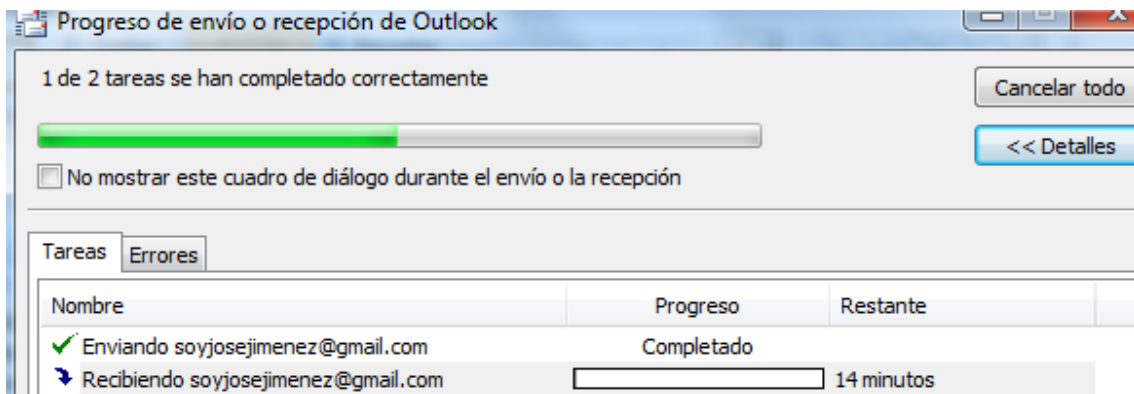 Progreso de envío o recepción de Outlook
1 de 2 tareas se han completado correctamente
Cancelar todo
<< Detalles
No mostrar este cuadro de diálogo durante el envío o la recepción
Tareas Errores
Nombre Progreso Restante
Enviando soyjosejimenez@gmail.com Completado
Recibiendo soyjosejimenez@gmail.com 14 minutos